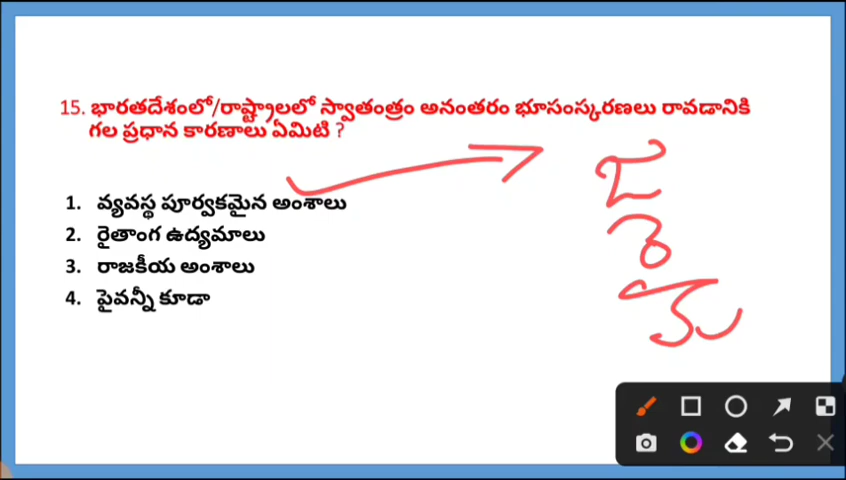 15. భారతదేశంలో/రాష్ట్రాలలో స్వాతంత్రం అనంతరం భూసంస్కరణలు రావడానికి
గల ప్రధాన కారణాలు ఏమిటి ?
1. వ్యవస్థ పూర్వకమైన అంశాలు
2. రైతాంగ ఉద్యమాలు
3. రాజకీయ అంశాలు
4. పైవన్నీ కూడా